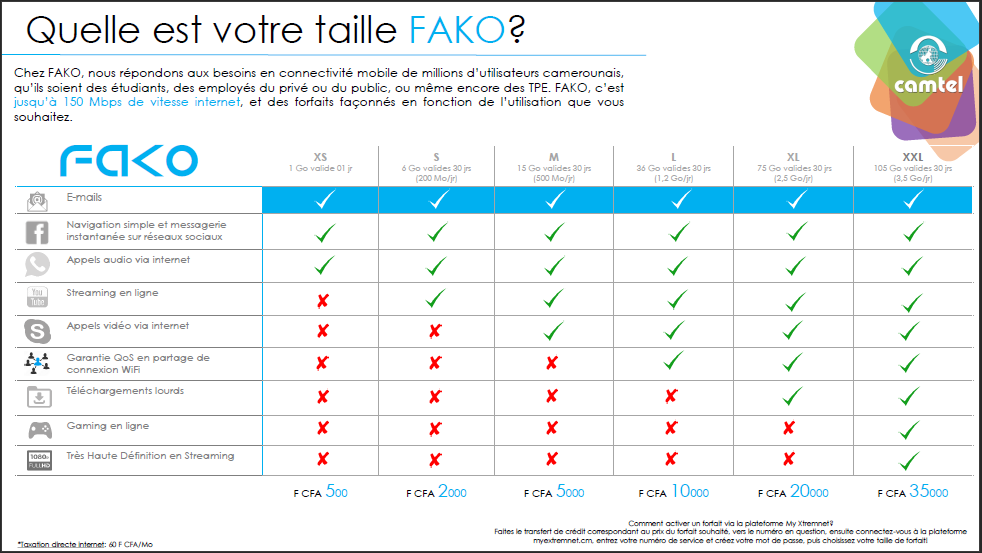 Quelle est votre taille FAKO?
camtel
Chez FAKO, nous répondons aux besoins en connectivité mobile de millions d'utilisateurs camerounais,
qu'ils soient des étudiants, des employés du privé ou du public, ou même encore des TPE. FAKO, c'est
jusqu'à 150 Mbps de vitesse internet, et des forfaits façonnés en fonction de l'utilisation que vous
souhaitez.
FAKO
XS
1 Go valide 01 jr
S
6 Go valides 30 jrs
(200 Mo/jr)
M
15 Go valides 30 jrs
(500 Mo/jr)
L
36 Go valides 30 jrs
(1,2 Go/jr)
XL
75 Go valides 30 jrs
(2,5 Go/jr)
XXL
105 Go valides 30 jrs
(3,5 Go/jr)
E-mails
Navigation simple et messagerie
instantanée sur réseaux sociaux
Appels audio via internet
You
Tube
Streaming en ligne
Appels vidéo via internet
Garantie QoS en partage de
connexion WiFi
Téléchargements lourds
Gaming en ligne
1080p
FULLHD
Très Haute Définition en Streaming
F CFA 500
F CFA 2000
F CFA 5000
F CFA 10000
F CFA 20000
F CFA 35000
*Taxation directe internet: 60 F CFA/Mo
Comment activer un forfait via la plateforme My Xtremnet?
Faites le transfert de crédit correspondant au prix du forfait souhaité, vers le numéro en question, ensuite connectez-vous à la plateforme
myextremnet.cm, entrez votre numéro de service et créez votre mot de passe, puis choisissez votre taille de forfait!